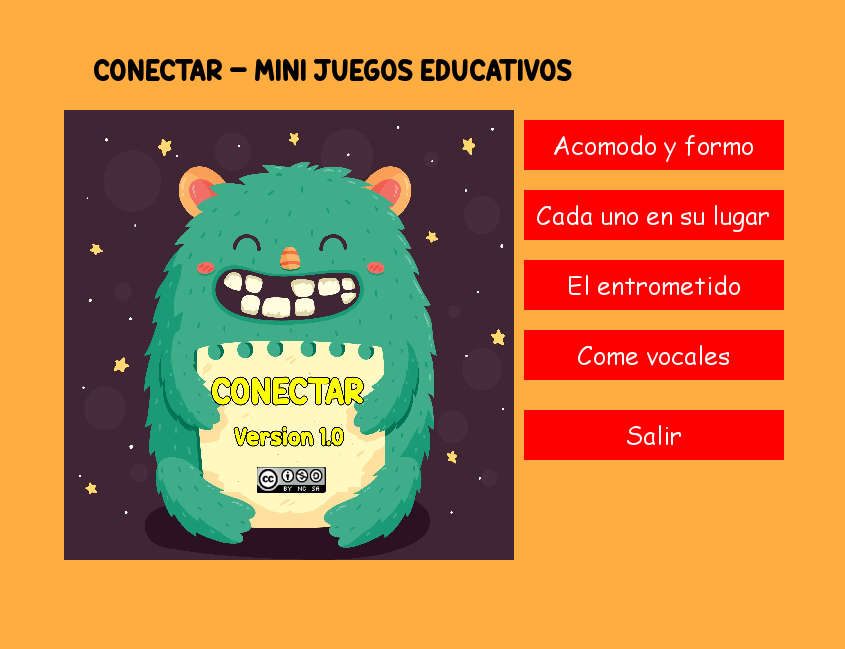 CONECTAR – MINI JUEGOS EDUCATIVOS
Acomodo y formo
Cada uno en su lugar
El entrometido
Come vocales
Salir
CONECTAR
Version 1.0
cc
BY NC SA